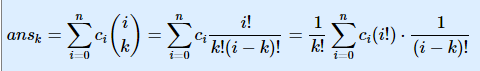 $ans_k = \sum_{i=0}^{n} c_i \binom{i}{k} = \sum_{i=0}^{n} c_i \frac{i!}{k!(i-k)!} = \frac{1}{k!} \sum_{i=0}^{n} c_i(i!) \cdot \frac{1}{(i-k)!}$